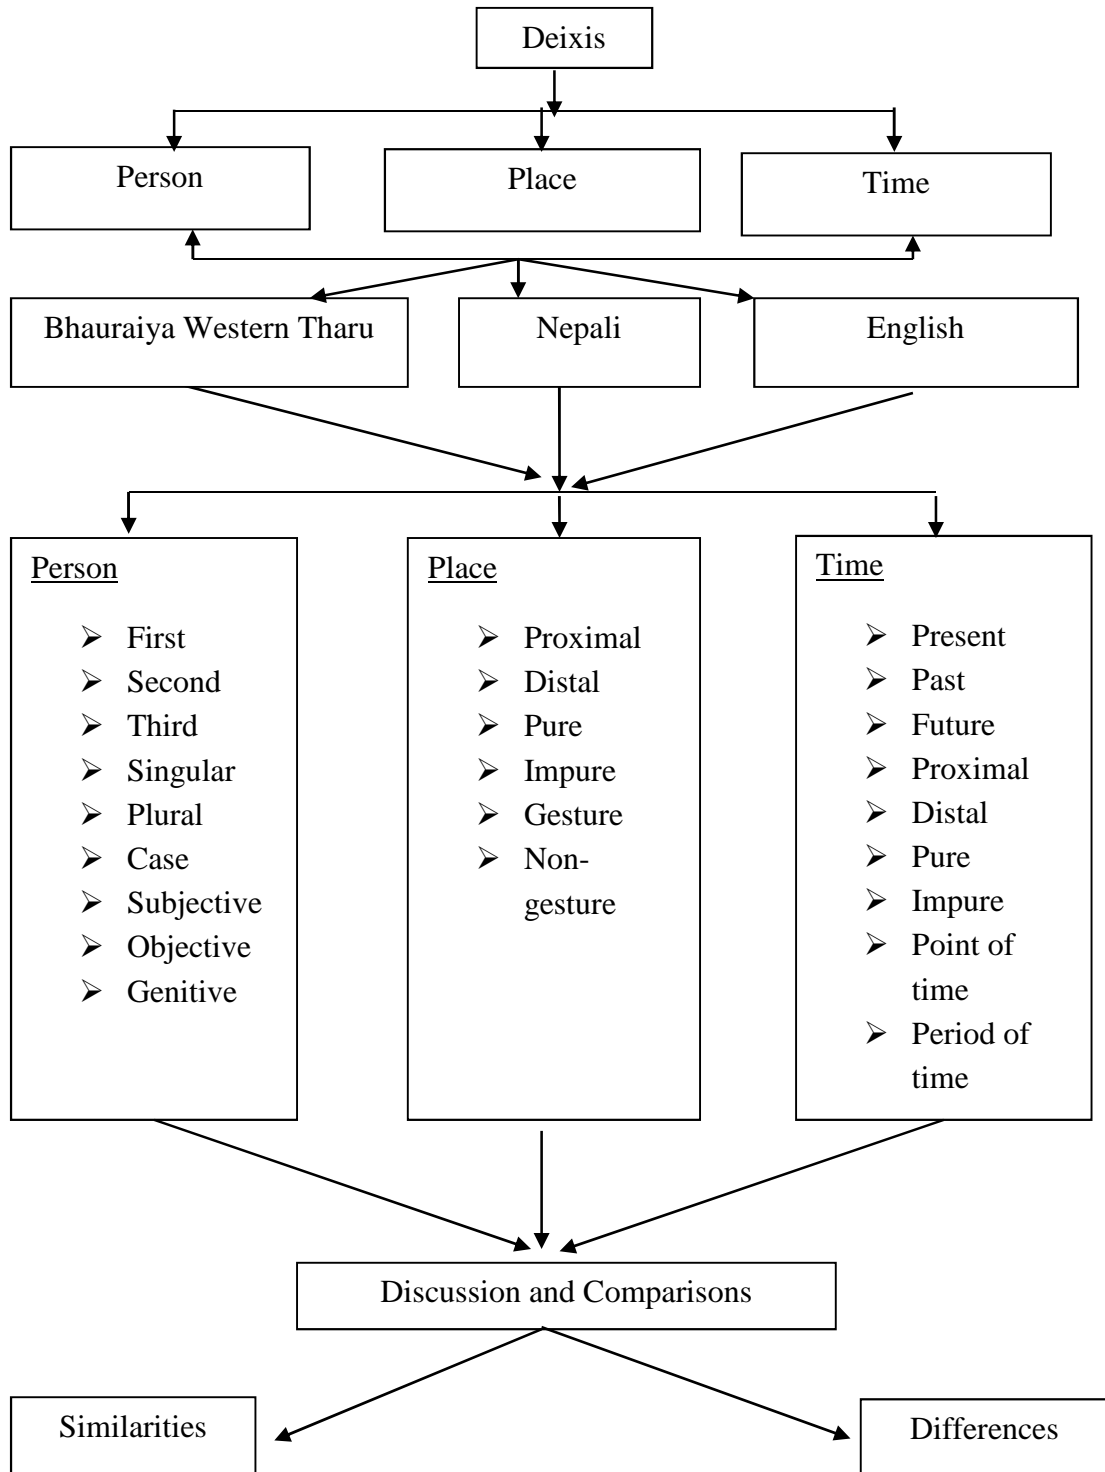 Deixis
Person
Place
Time
Bhauraiya Western Tharu
Nepali
English
Person
➢ First
➢ Second
➢ Third
➢ Singular
➢ Plural
➢ Case
➢ Subjective
➢ Objective
➢ Genitive
Place
➢ Proximal
➢ Distal
➢ Pure
➢ Impure
➢ Gesture
➢ Non-
gesture
Time
➢ Present
➢ Past
➢ Future
➢ Proximal
➢ Distal
➢ Pure
➢ Impure
➢ Point of
time
➢ Period of
time
Discussion and Comparisons
Similarities
Differences